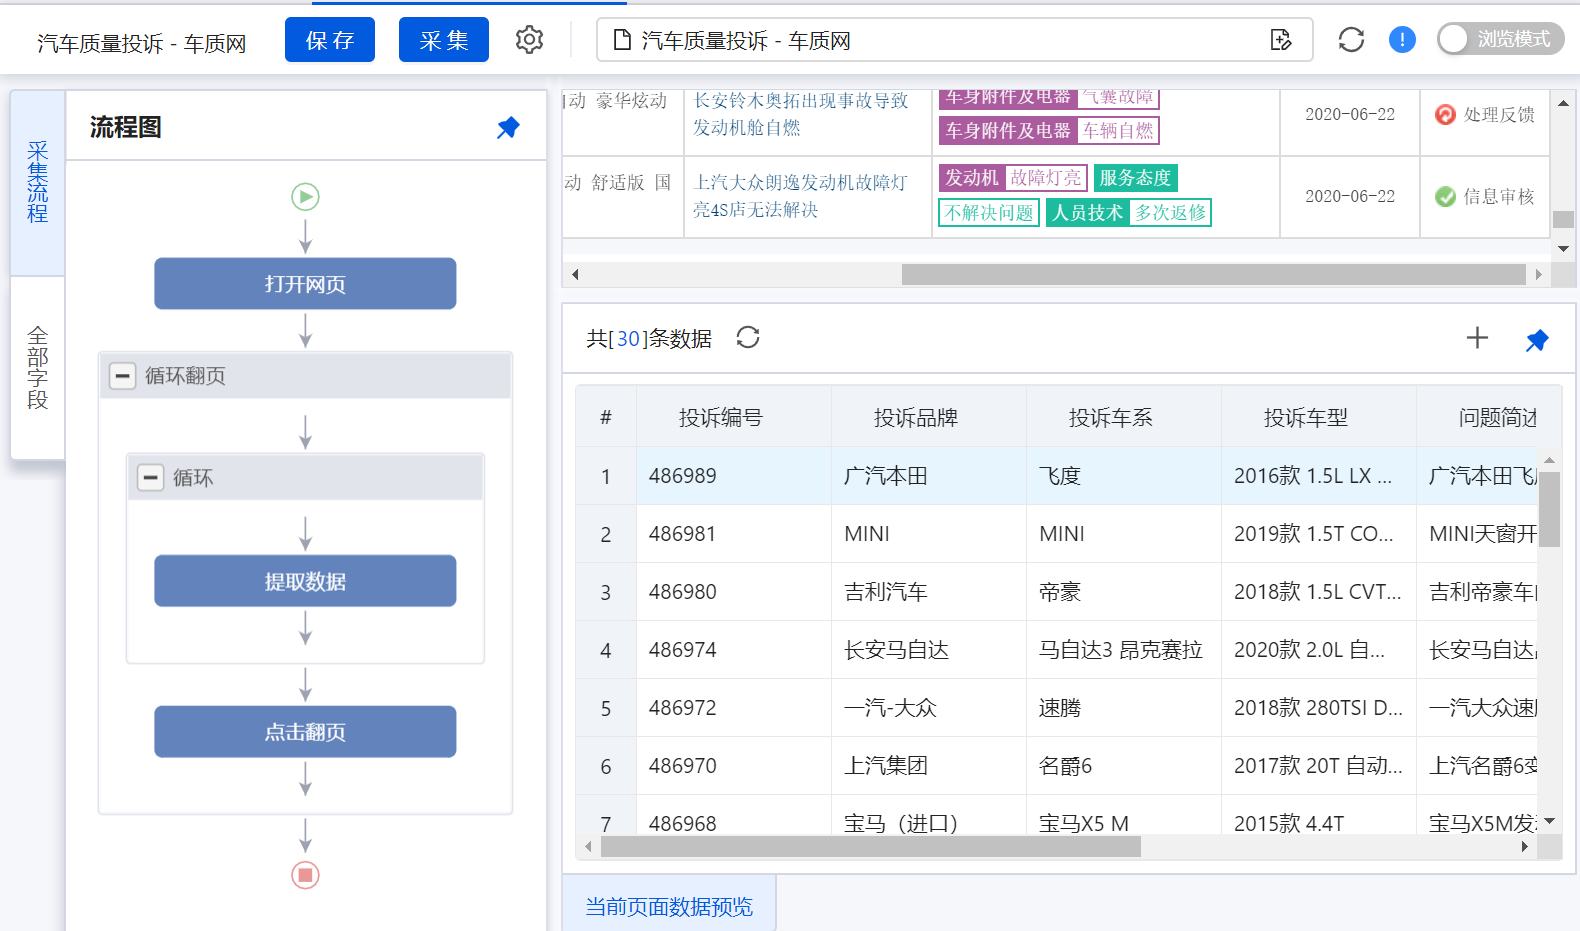 汽车质量投诉 - 车质网
保存
采集
汽车质量投诉 - 车质网
浏览模式
采集流程
全部字段
流程图
打开网页
循环翻页
循环
提取数据
点击翻页
自动 豪华炫动
长安铃木奥拓出现事故导致
发动机舱自燃
车身附件及电器 气囊故障
车身附件及电器 车辆自燃
2020-06-22
处理反馈
动 舒适版 国
上汽大众朗逸发动机故障灯
亮4S店无法解决
发动机 故障灯亮 服务态度
不解决问题 人员技术 多次返修
2020-06-22
信息审核
共[30]条数据
# 投诉编号 投诉品牌 投诉车系 投诉车型 问题简述
1 486989 广汽本田 飞度 2016款 1.5L LX ... 广汽本田飞度
2 486981 MINI MINI 2019款 1.5T CO... MINI天窗开
3 486980 吉利汽车 帝豪 2018款 1.5L CVT... 吉利帝豪车
4 486974 长安马自达 马自达3 昂克赛拉 2020款 2.0L 自... 长安马自达
5 486972 一汽-大众 速腾 2018款 280TSI D... 一汽大众速腾
6 486970 上汽集团 名爵6 2017款 20T 自动... 上汽名爵6变
7 486968 宝马（进口） 宝马X5 M 2015款 4.4T 宝马X5M发
当前页面数据预览